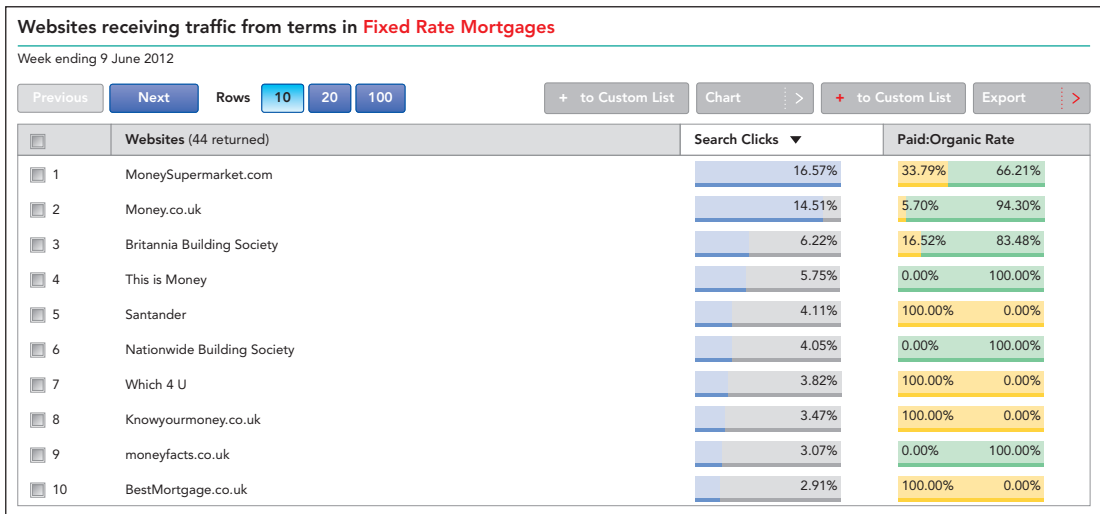 Websites receiving traffic from terms in Fixed Rate Mortgages
Week ending 9 June 2012
Previous Next Rows 10 20 100 + to Custom List Chart > + to Custom List Export >
Websites (44 returned) Search Clicks ▼ Paid:Organic Rate
1 MoneySupermarket.com 16.57% 33.79% 66.21%
2 Money.co.uk 14.51% 5.70% 94.30%
3 Britannia Building Society 6.22% 16.52% 83.48%
4 This is Money 5.75% 0.00% 100.00%
5 Santander 4.11% 100.00% 0.00%
6 Nationwide Building Society 4.05% 0.00% 100.00%
7 Which 4 U 3.82% 100.00% 0.00%
8 Knowyourmoney.co.uk 3.47% 100.00% 0.00%
9 moneyfacts.co.uk 3.07% 0.00% 100.00%
10 BestMortgage.co.uk 2.91% 100.00% 0.00%